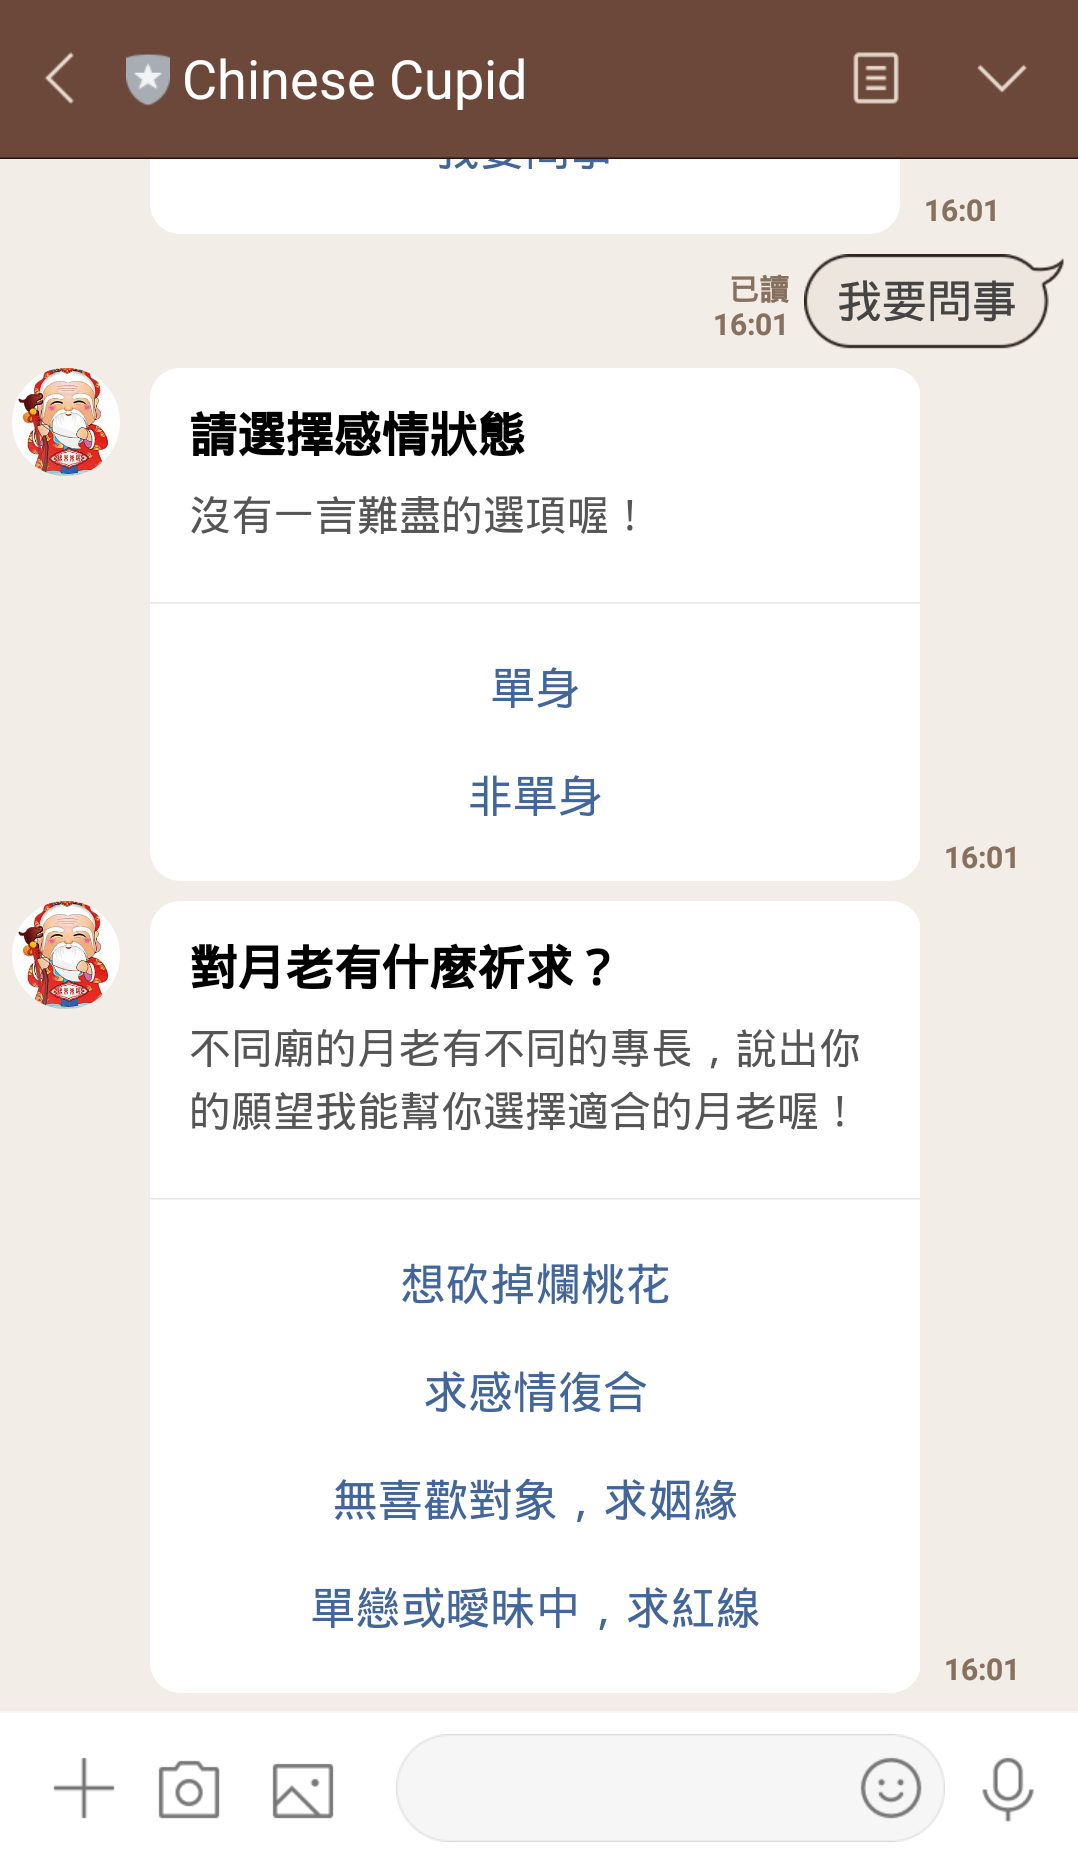 Chinese Cupid
我要問事
16:01
已讀
16:01
我要問事
請選擇感情狀態
沒有一言難盡的選項喔！
單身
非單身
16:01
對月老有什麼祈求？
不同廟的月老有不同的專長，說出你
的願望我能幫你選擇適合的月老喔！
想砍掉爛桃花
求感情復合
無喜歡對象，求姻緣
單戀或曖昧中，求紅線
16:01